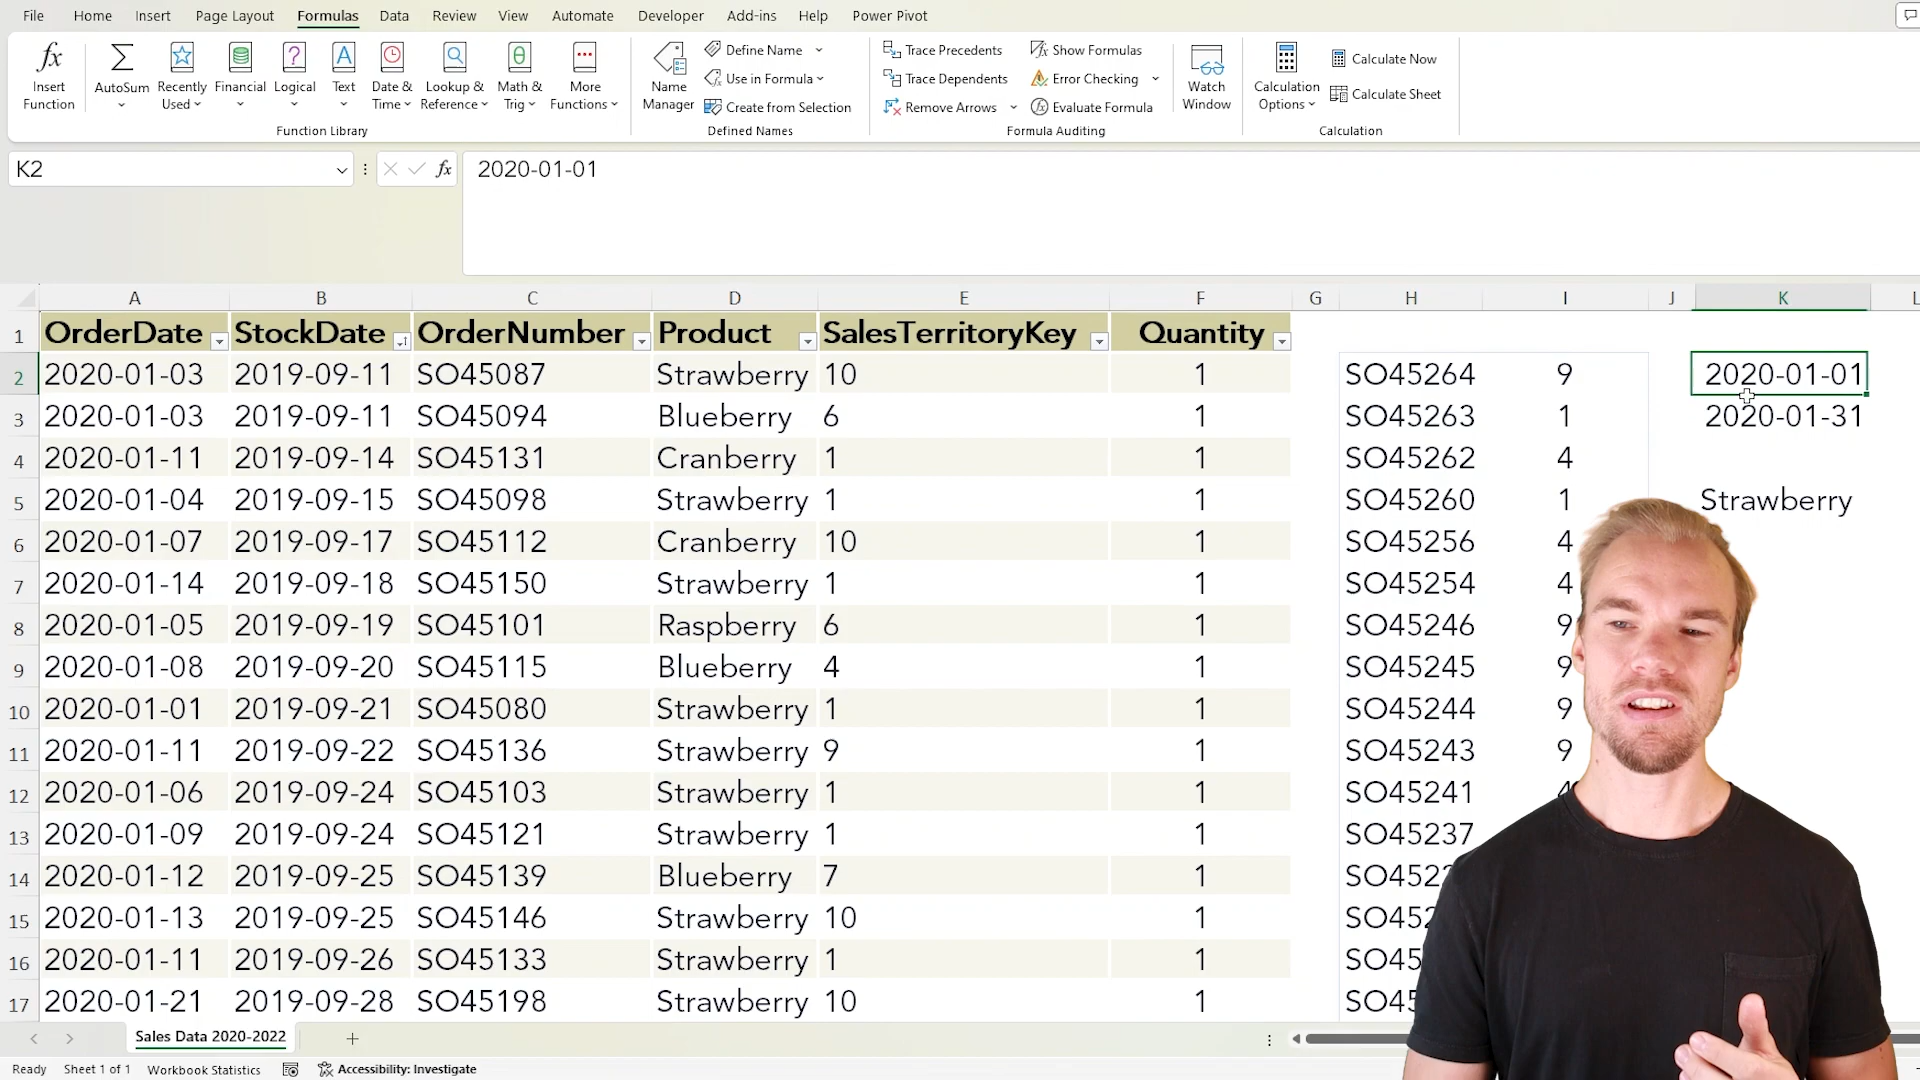 File Home Insert Page Layout Formulas Data Review View Automate Developer Add-ins Help Power Pivot
Insert Function
AutoSum
Recently Used
Financial
Logical
Text
Date & Time
Lookup & Reference
Math & Trig
More Functions
Function Library
Name Manager
Define Name
Use in Formula
Create from Selection
Defined Names
Trace Precedents
Trace Dependents
Remove Arrows
Show Formulas
Error Checking
Evaluate Formula
Formula Auditing
Watch Window
Calculation Options
Calculate Now
Calculate Sheet
Calculation
K2 fx 2020-01-01
A B C D E F G H I J K L
1 OrderDate StockDate OrderNumber Product SalesTerritoryKey Quantity
2 2020-01-03 2019-09-11 SO45087 Strawberry 10 1 SO45264 9 2020-01-01
3 2020-01-03 2019-09-11 SO45094 Blueberry 6 1 SO45263 1 2020-01-31
4 2020-01-11 2019-09-14 SO45131 Cranberry 1 1 SO45262 4
5 2020-01-04 2019-09-15 SO45098 Strawberry 1 1 SO45260 1 Strawberry
6 2020-01-07 2019-09-17 SO45112 Cranberry 10 1 SO45256 4
7 2020-01-14 2019-09-18 SO45150 Strawberry 1 1 SO45254 4
8 2020-01-05 2019-09-19 SO45101 Raspberry 6 1 SO45246 9
9 2020-01-08 2019-09-20 SO45115 Blueberry 4 1 SO45245 9
10 2020-01-01 2019-09-21 SO45080 Strawberry 1 1 SO45244 9
11 2020-01-11 2019-09-22 SO45136 Strawberry 9 1 SO45243 9
12 2020-01-06 2019-09-24 SO45103 Strawberry 1 1 SO45241
13 2020-01-09 2019-09-24 SO45121 Strawberry 1 1 SO45237
14 2020-01-12 2019-09-25 SO45139 Blueberry 7 1
15 2020-01-13 2019-09-25 SO45146 Strawberry 10 1
16 2020-01-11 2019-09-26 SO45133 Strawberry 1 1
17 2020-01-21 2019-09-28 SO45198 Strawberry 10 1
Sales Data 2020-2022
Ready Sheet 1 of 1 Workbook Statistics Accessibility: Investigate